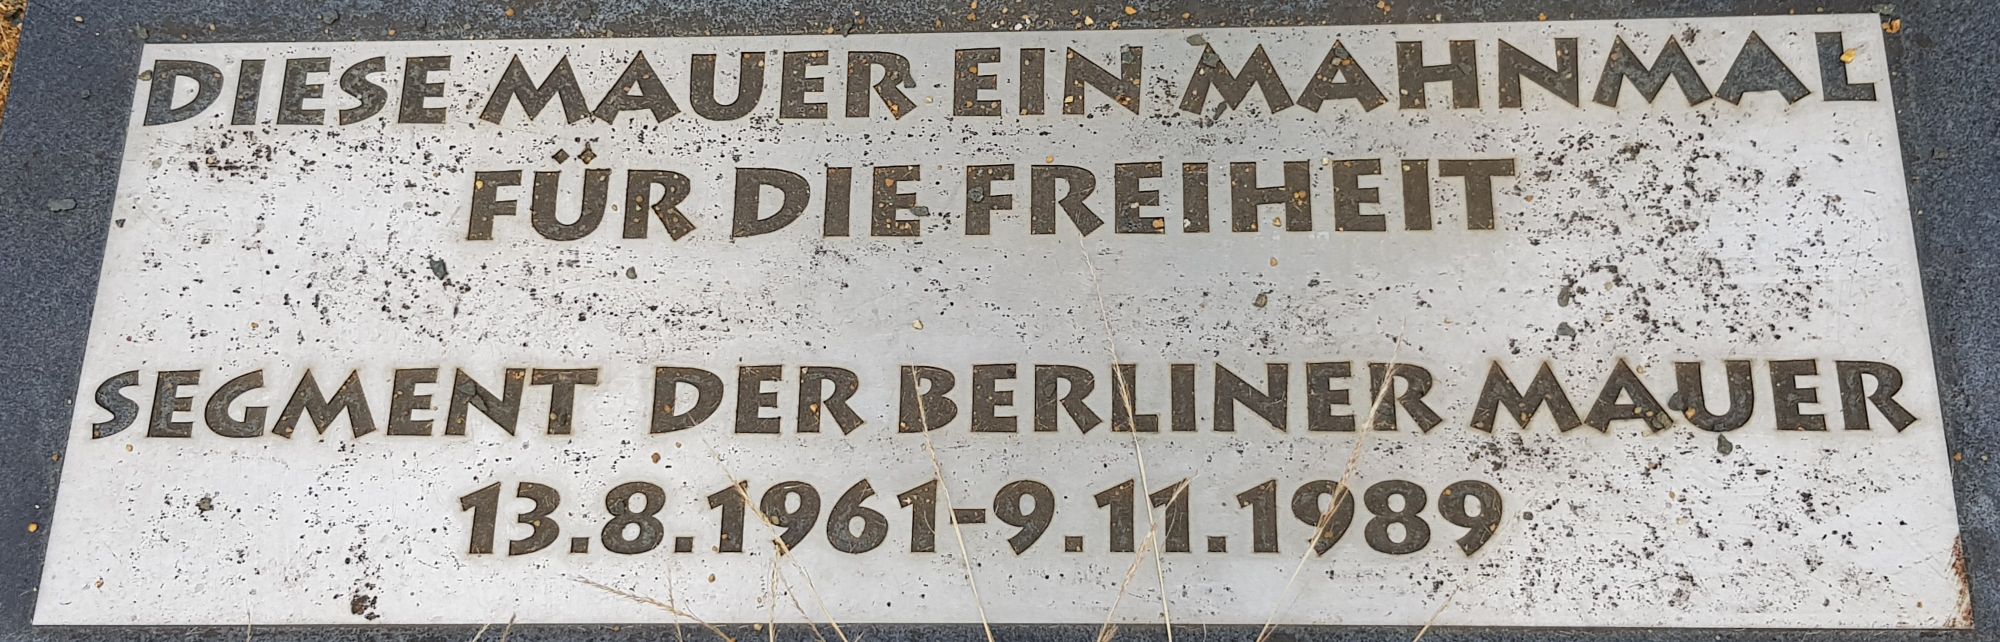 DIESE MAUER EIN MAHNMAL
FÜR DIE FREIHEIT
SEGMENT DER BERLINER MAUER
13.8.1961-9.11.1989